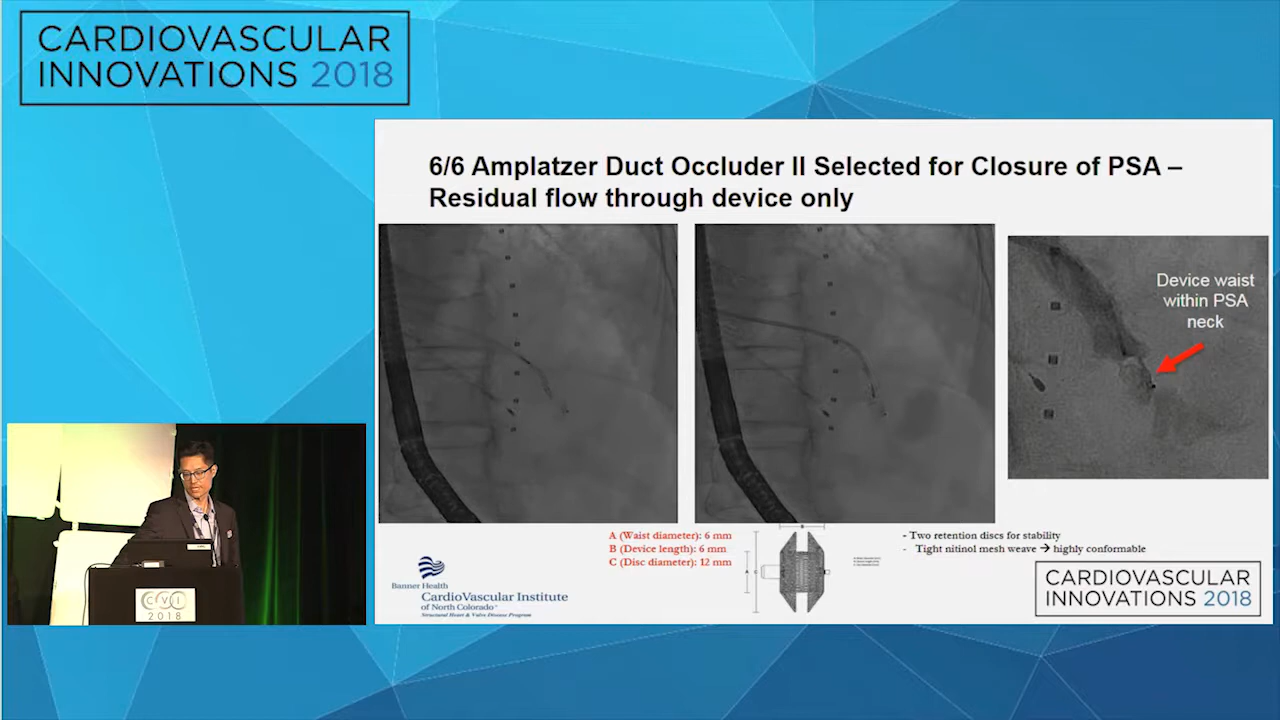 CARDIOVASCULAR
INNOVATIONS 2018
6/6 Amplatzer Duct Occluder II Selected for Closure of PSA –
Residual flow through device only
Device waist
within PSA
neck
A (Waist diameter): 6 mm
B (Device length): 6 mm
C (Disc diameter): 12 mm
B
A
C
- Two retention discs for stability
- Tight nitinol mesh weave → highly conformable
Banner Health
CardioVascular Institute
of North Colorado
Structural Heart & Valve Disease Program
CARDIOVASCULAR
INNOVATIONS 2018
CVI
2018